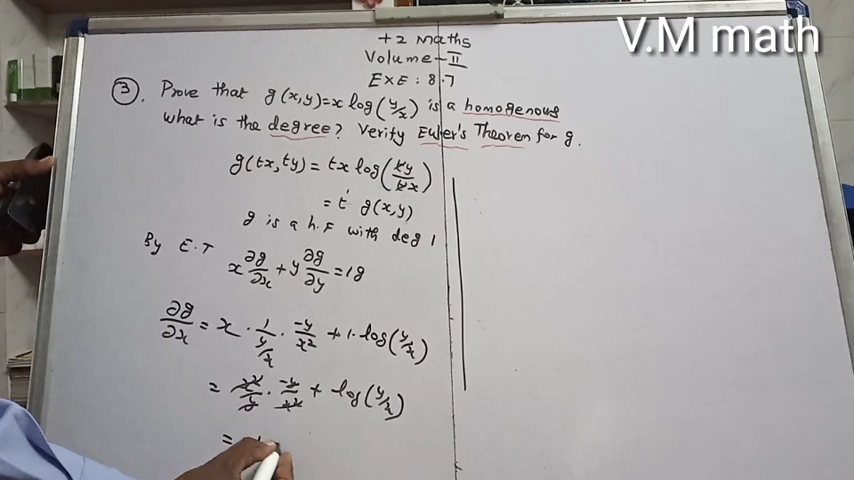 V.M math
+2 Maths
Volume-II
EXE: 8.7
③. Prove that g(x,y)=x log(y/x) is a homogenous
what is the degree? Verify Euler's Theorem for g.
g(tx,ty) = tx log(ty/tx)
= t¹ g(x,y)
g is a h.F with deg 1
By E.T x ∂g/∂x + y ∂g/∂y = 1g
∂g/∂x = x · 1/(y/x) · -y/x² + 1·log(y/x)
= x²/y · -y/x² + log(y/x)
=